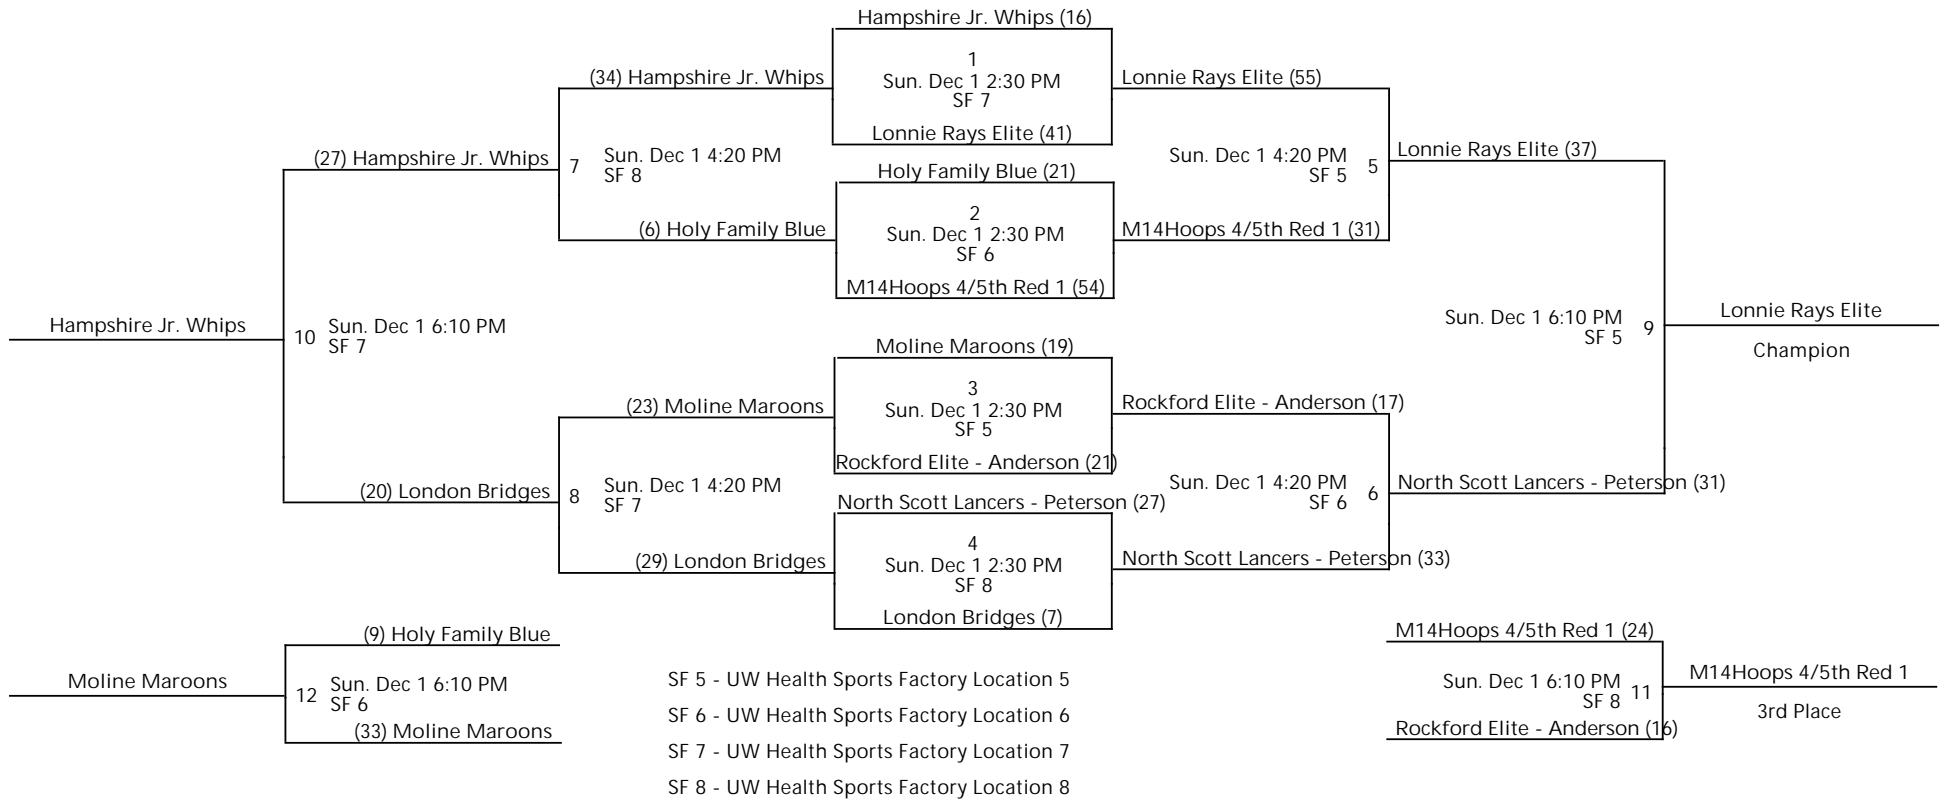 Hampshire Jr. Whips (16)
1
Sun. Dec 1 2:30 PM
SF 7
Lonnie Rays Elite (41)
(34) Hampshire Jr. Whips
Lonnie Rays Elite (55)
7
Sun. Dec 1 4:20 PM
SF 8
Sun. Dec 1 4:20 PM
SF 5
5
(27) Hampshire Jr. Whips
Lonnie Rays Elite (37)
Holy Family Blue (21)
2
Sun. Dec 1 2:30 PM
SF 6
M14Hoops 4/5th Red 1 (54)
(6) Holy Family Blue
M14Hoops 4/5th Red 1 (31)
Hampshire Jr. Whips
10
Sun. Dec 1 6:10 PM
SF 7
Sun. Dec 1 6:10 PM
SF 5
9
Lonnie Rays Elite
Champion
Moline Maroons (19)
3
Sun. Dec 1 2:30 PM
SF 5
Rockford Elite - Anderson (21)
(23) Moline Maroons
Rockford Elite - Anderson (17)
8
Sun. Dec 1 4:20 PM
SF 7
Sun. Dec 1 4:20 PM
SF 6
6
(20) London Bridges
North Scott Lancers - Peterson (31)
North Scott Lancers - Peterson (27)
4
Sun. Dec 1 2:30 PM
SF 8
London Bridges (7)
(29) London Bridges
North Scott Lancers - Peterson (33)
(9) Holy Family Blue
Moline Maroons
12
Sun. Dec 1 6:10 PM
SF 6
(33) Moline Maroons
SF 5 - UW Health Sports Factory Location 5
SF 6 - UW Health Sports Factory Location 6
SF 7 - UW Health Sports Factory Location 7
SF 8 - UW Health Sports Factory Location 8
M14Hoops 4/5th Red 1 (24)
Sun. Dec 1 6:10 PM
SF 8
11
Rockford Elite - Anderson (16)
M14Hoops 4/5th Red 1
3rd Place